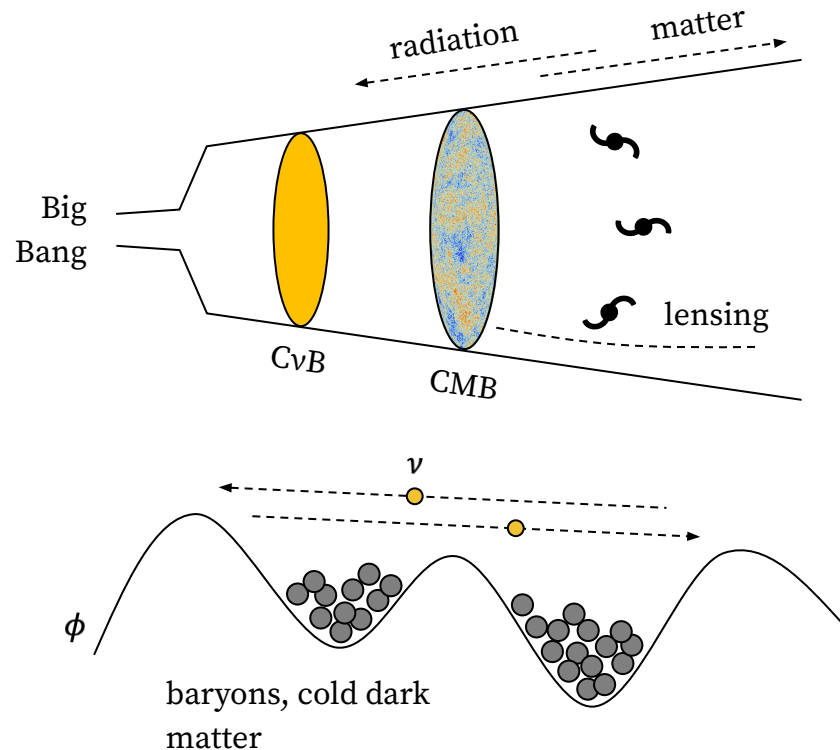 radiation
matter
Big
Bang
lensing
CνB
CMB
ν
ϕ
baryons, cold dark
matter